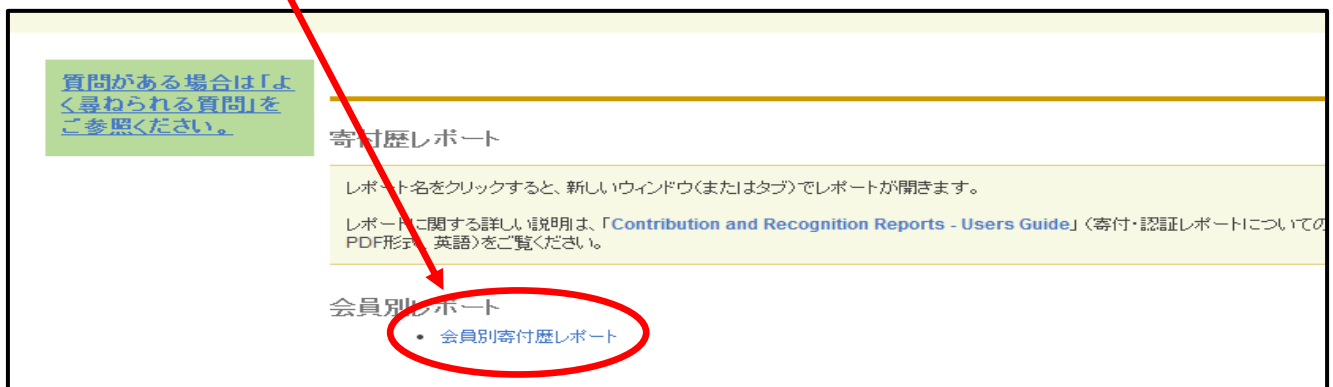 質問がある場合は「よ
く尋ねられる質問」を
ご参照ください。
寄付歴レポート
レポート名をクリックすると、新しいウィンドウ(またはタブ)でレポートが開きます。
レポートに関する詳しい説明は、「Contribution and Recognition Reports - Users Guide」(寄付・認証レポートについての
PDF形式、英語)をご覧ください。
会員別レポート
• 会員別寄付歴レポート